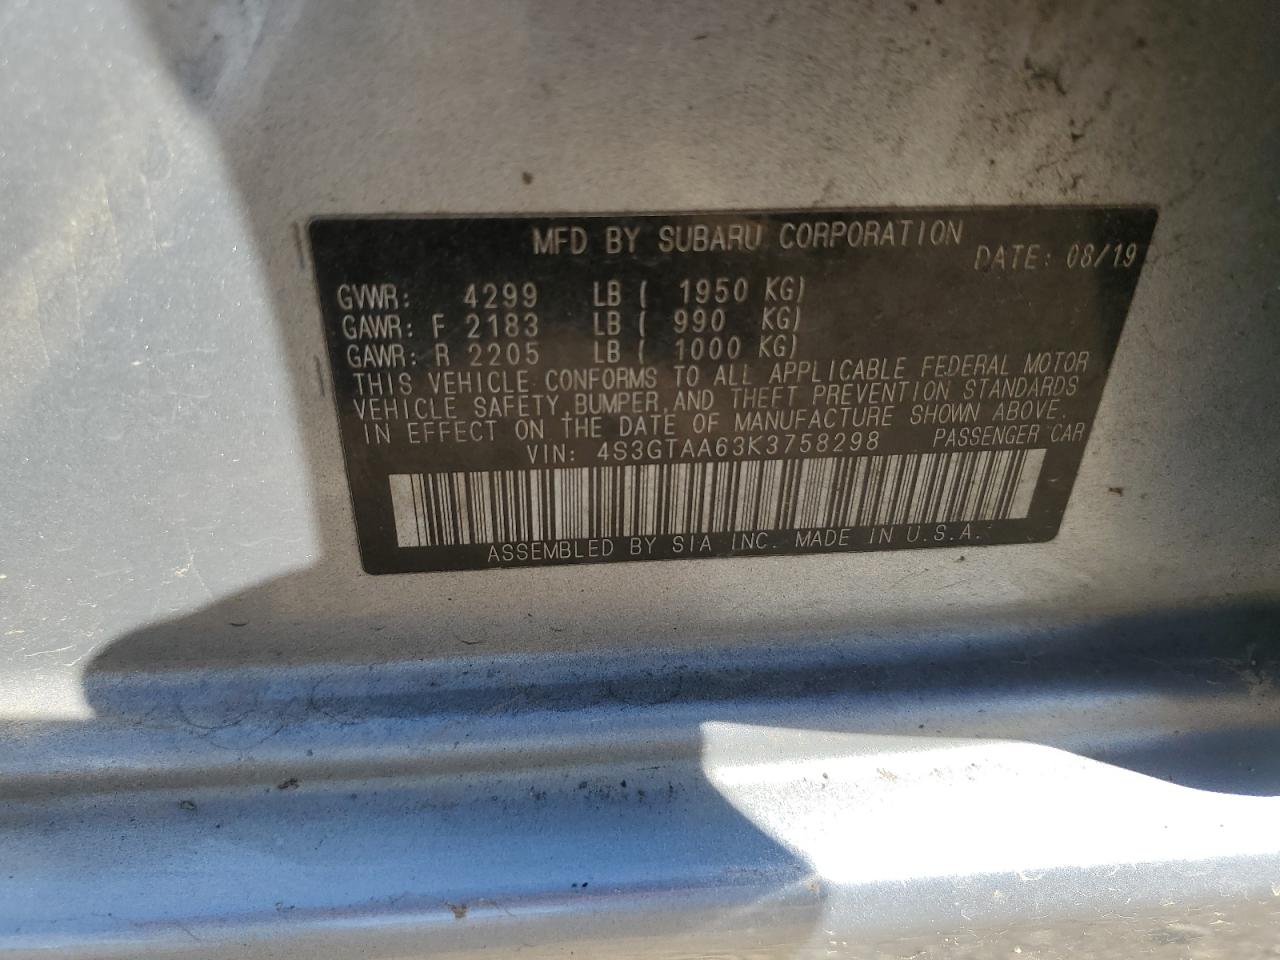 MFD BY SUBARU CORPORATION
DATE: 08/19
GVWR: 4299 LB ( 1950 KG)
GAWR: F 2183 LB ( 990 KG)
GAWR: R 2205 LB ( 1000 KG)
THIS VEHICLE CONFORMS TO ALL APPLICABLE FEDERAL MOTOR
VEHICLE SAFETY, BUMPER, AND THEFT PREVENTION STANDARDS
IN EFFECT ON THE DATE OF MANUFACTURE SHOWN ABOVE.
VIN: 4S3GTAA63K3758298 PASSENGER CAR
ASSEMBLED BY SIA INC. MADE IN U.S.A.